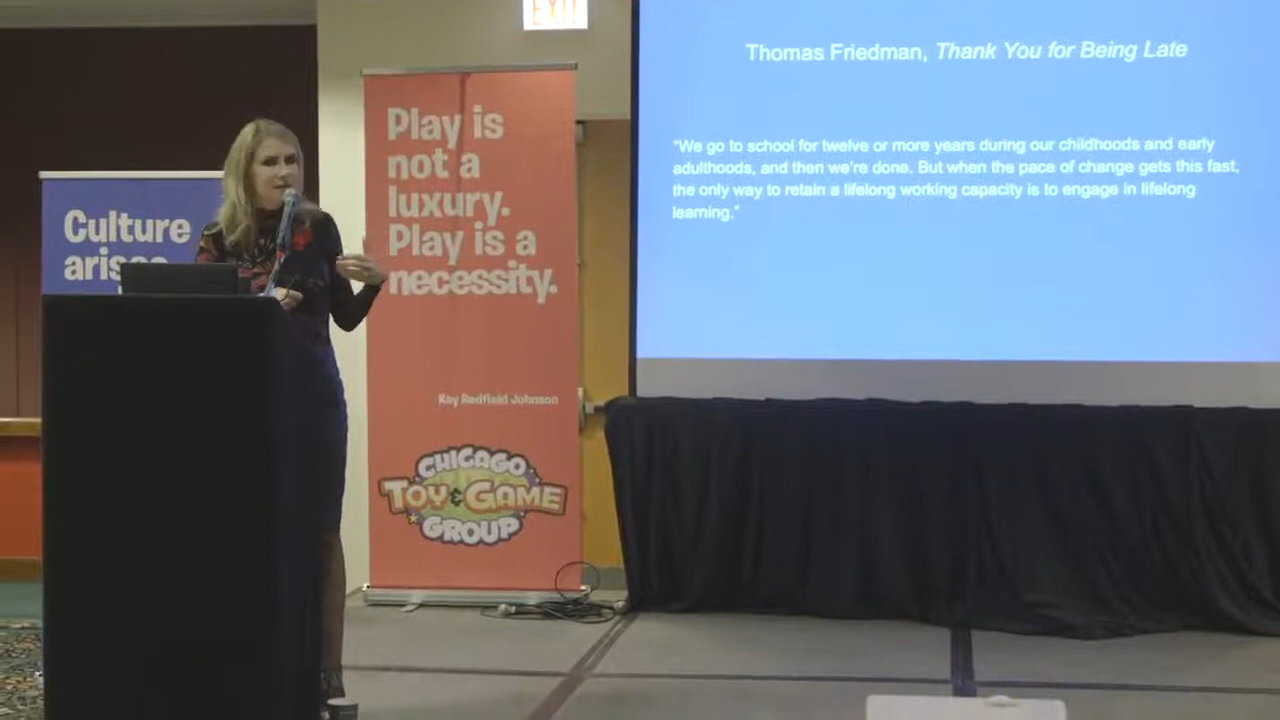 EXIT
Thomas Friedman, Thank You for Being Late
"We go to school for twelve or more years during our childhoods and early
adulthoods, and then we're done. But when the pace of change gets this fast,
the only way to retain a lifelong working capacity is to engage in lifelong
learning."
Culture
arises
Play is
not a
luxury.
Play is a
necessity.
Kay Redfield Johnson
CHICAGO
TOY & GAME
GROUP